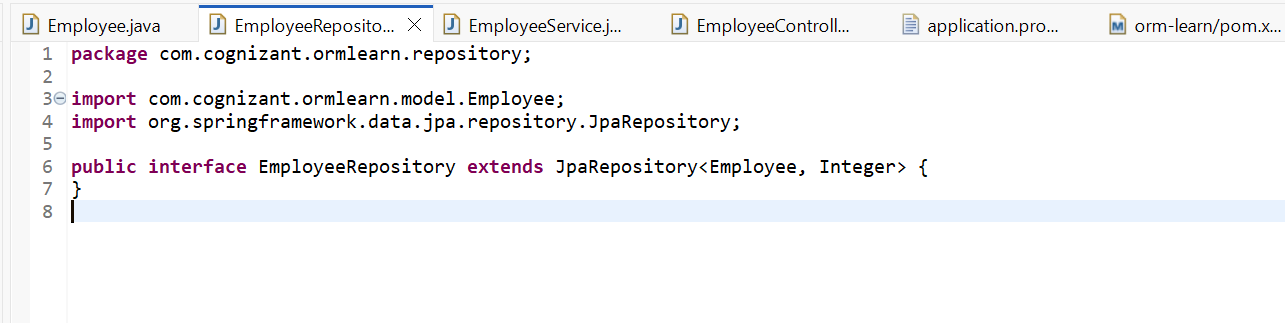 Employee.java EmployeeReposito... EmployeeService.j... EmployeeControll... application.pro... orm-learn/pom.x...
1 package com.cognizant.ormlearn.repository;
2
3 import com.cognizant.ormlearn.model.Employee;
4 import org.springframework.data.jpa.repository.JpaRepository;
5
6 public interface EmployeeRepository extends JpaRepository<Employee, Integer> {
7 }
8